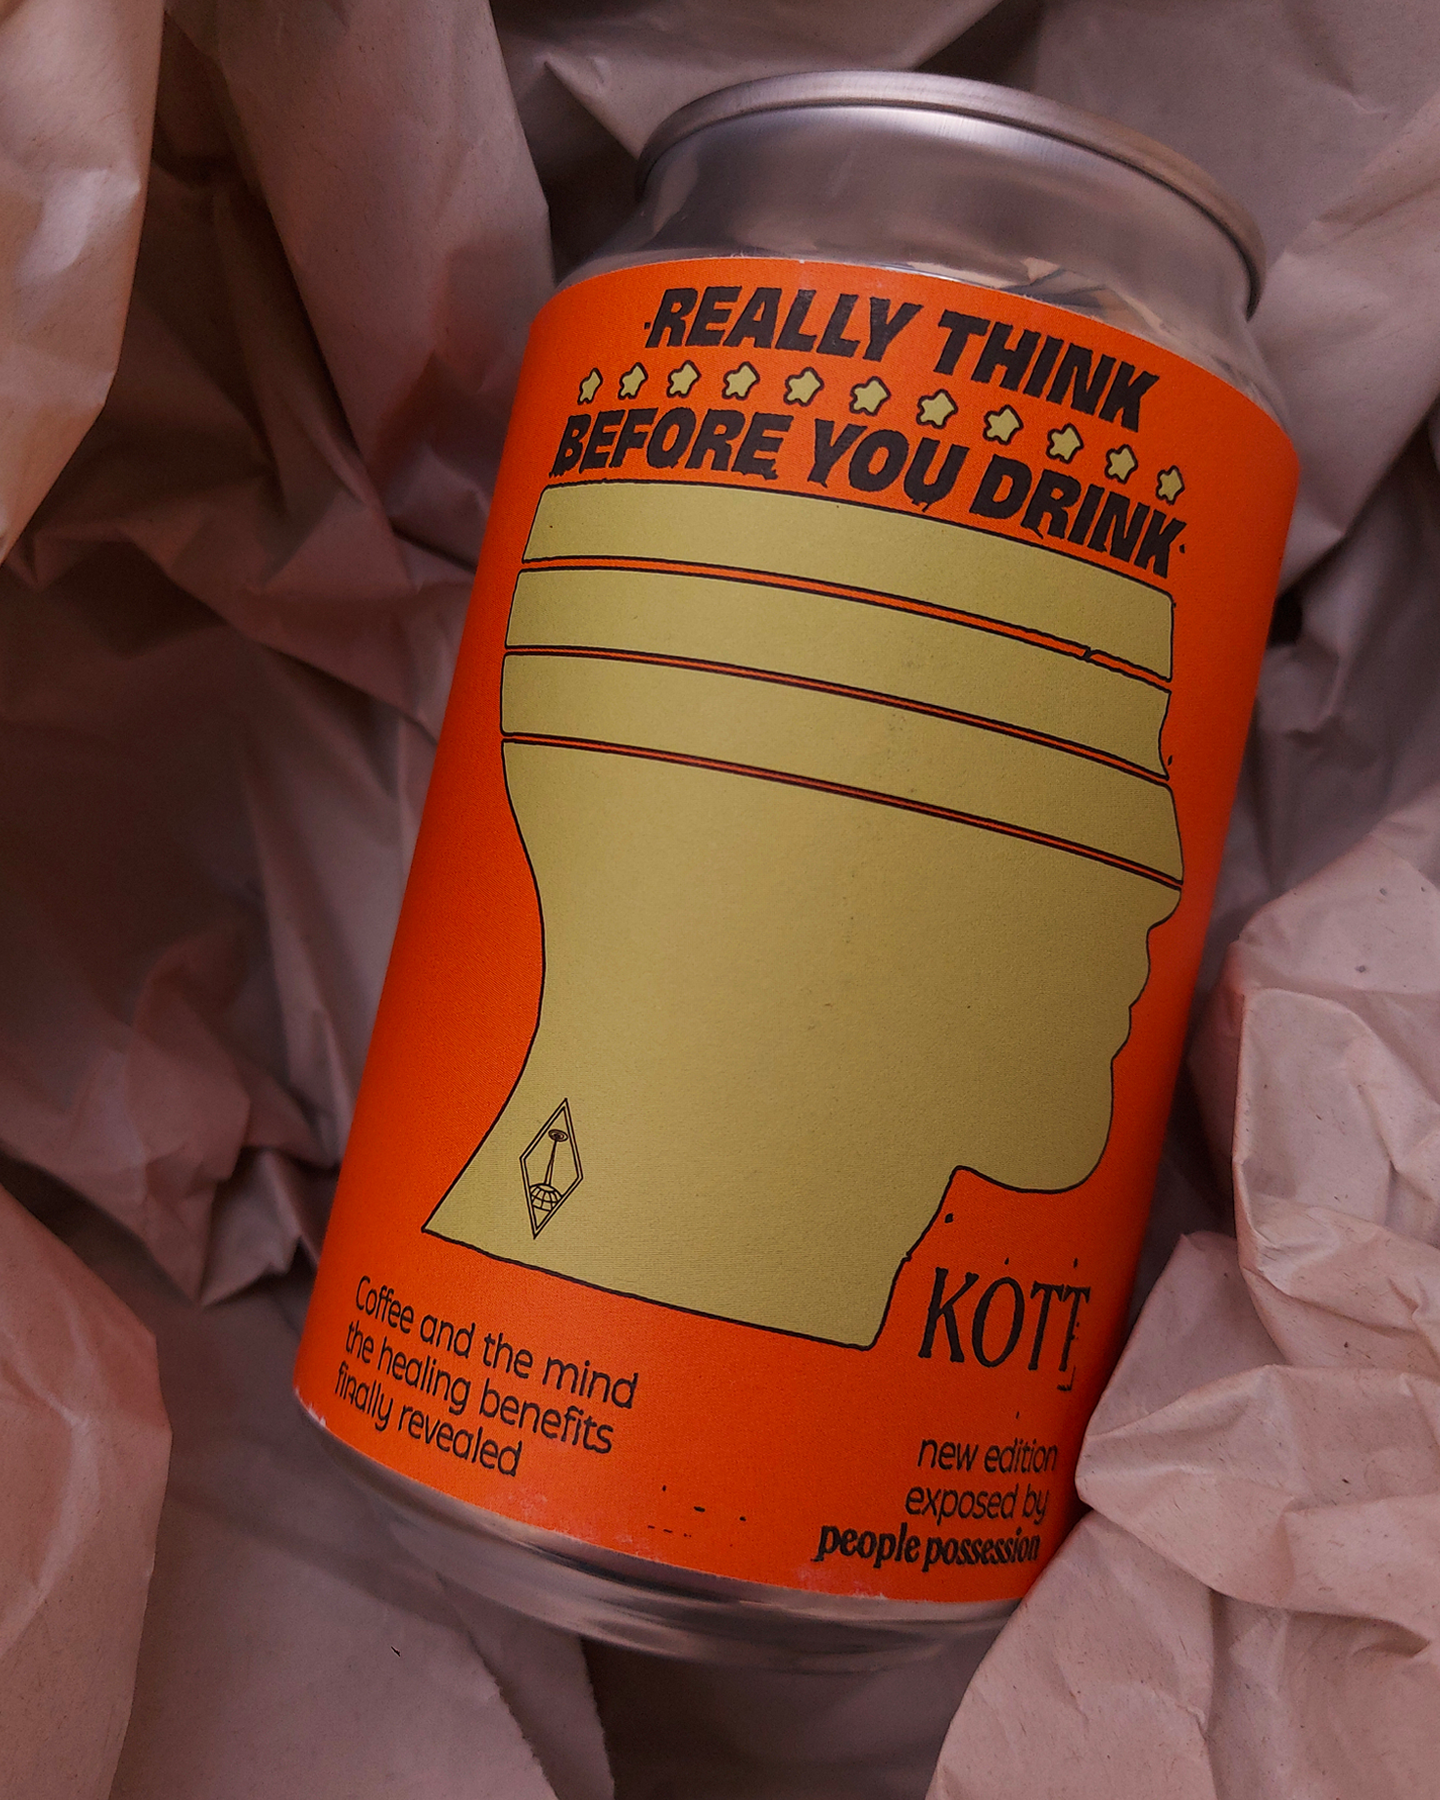 REALLY THINK
BEFORE YOU DRINK
KOTT
Coffee and the mind
the healing benefits
finally revealed
new edition
exposed by
people possession